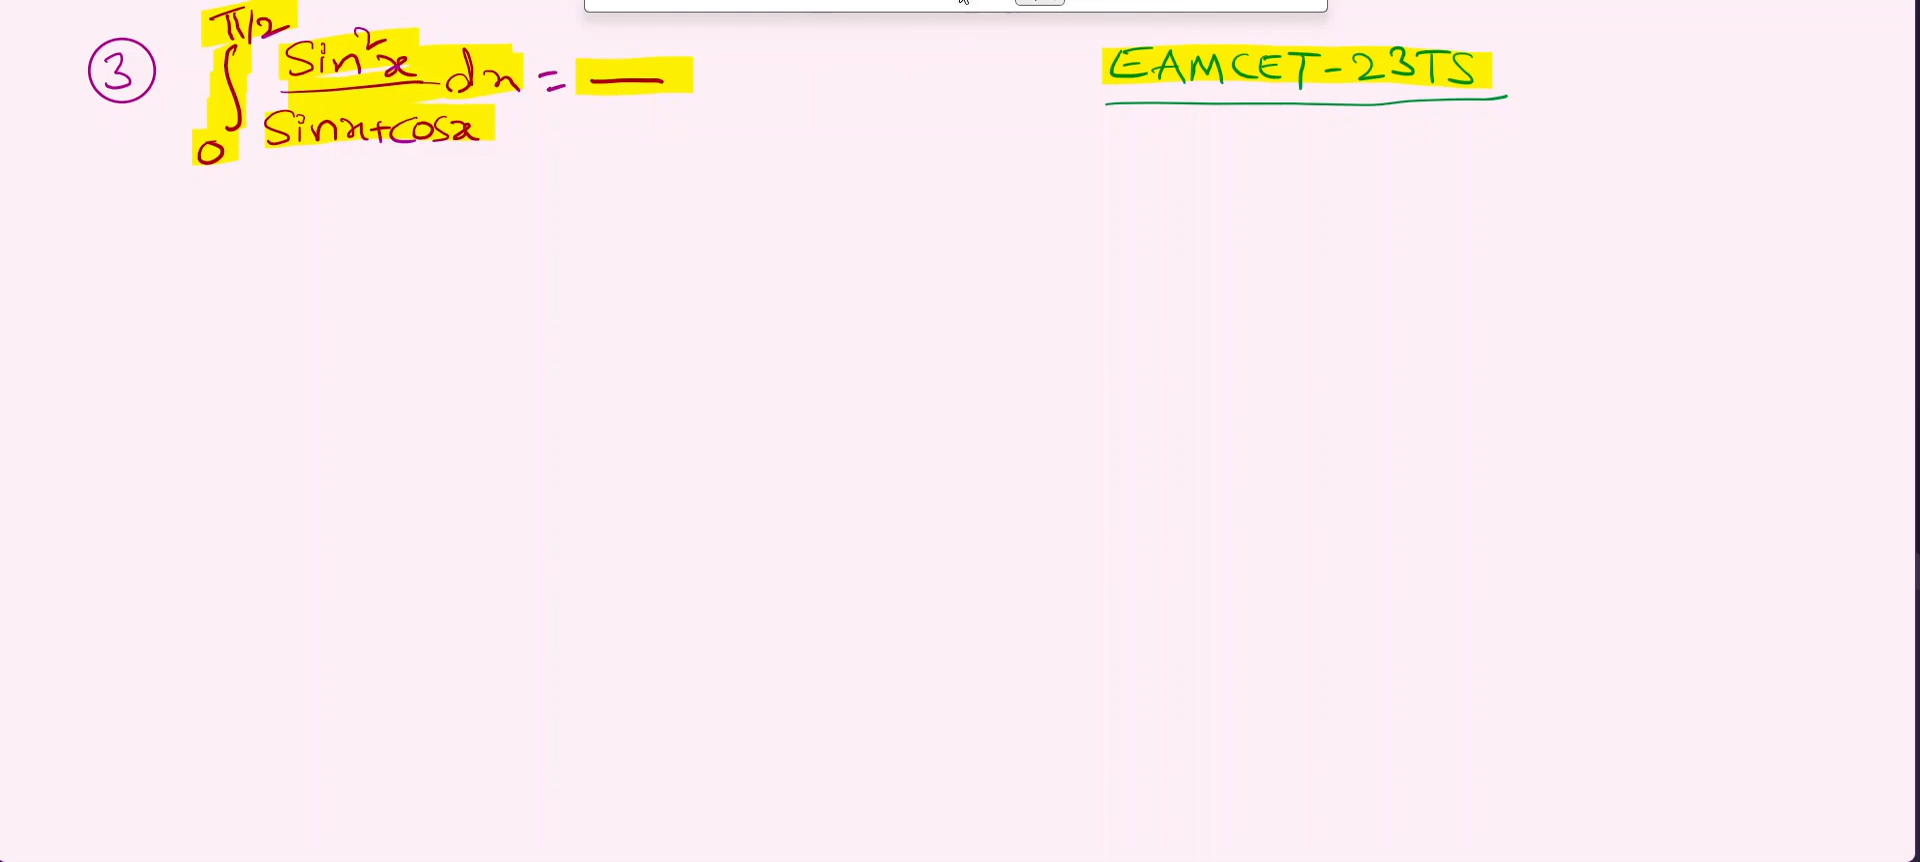 ③ ∫₀^π/2 Sin²x/(Sinx+Cosx) dx = ___
EAMCET-23TS